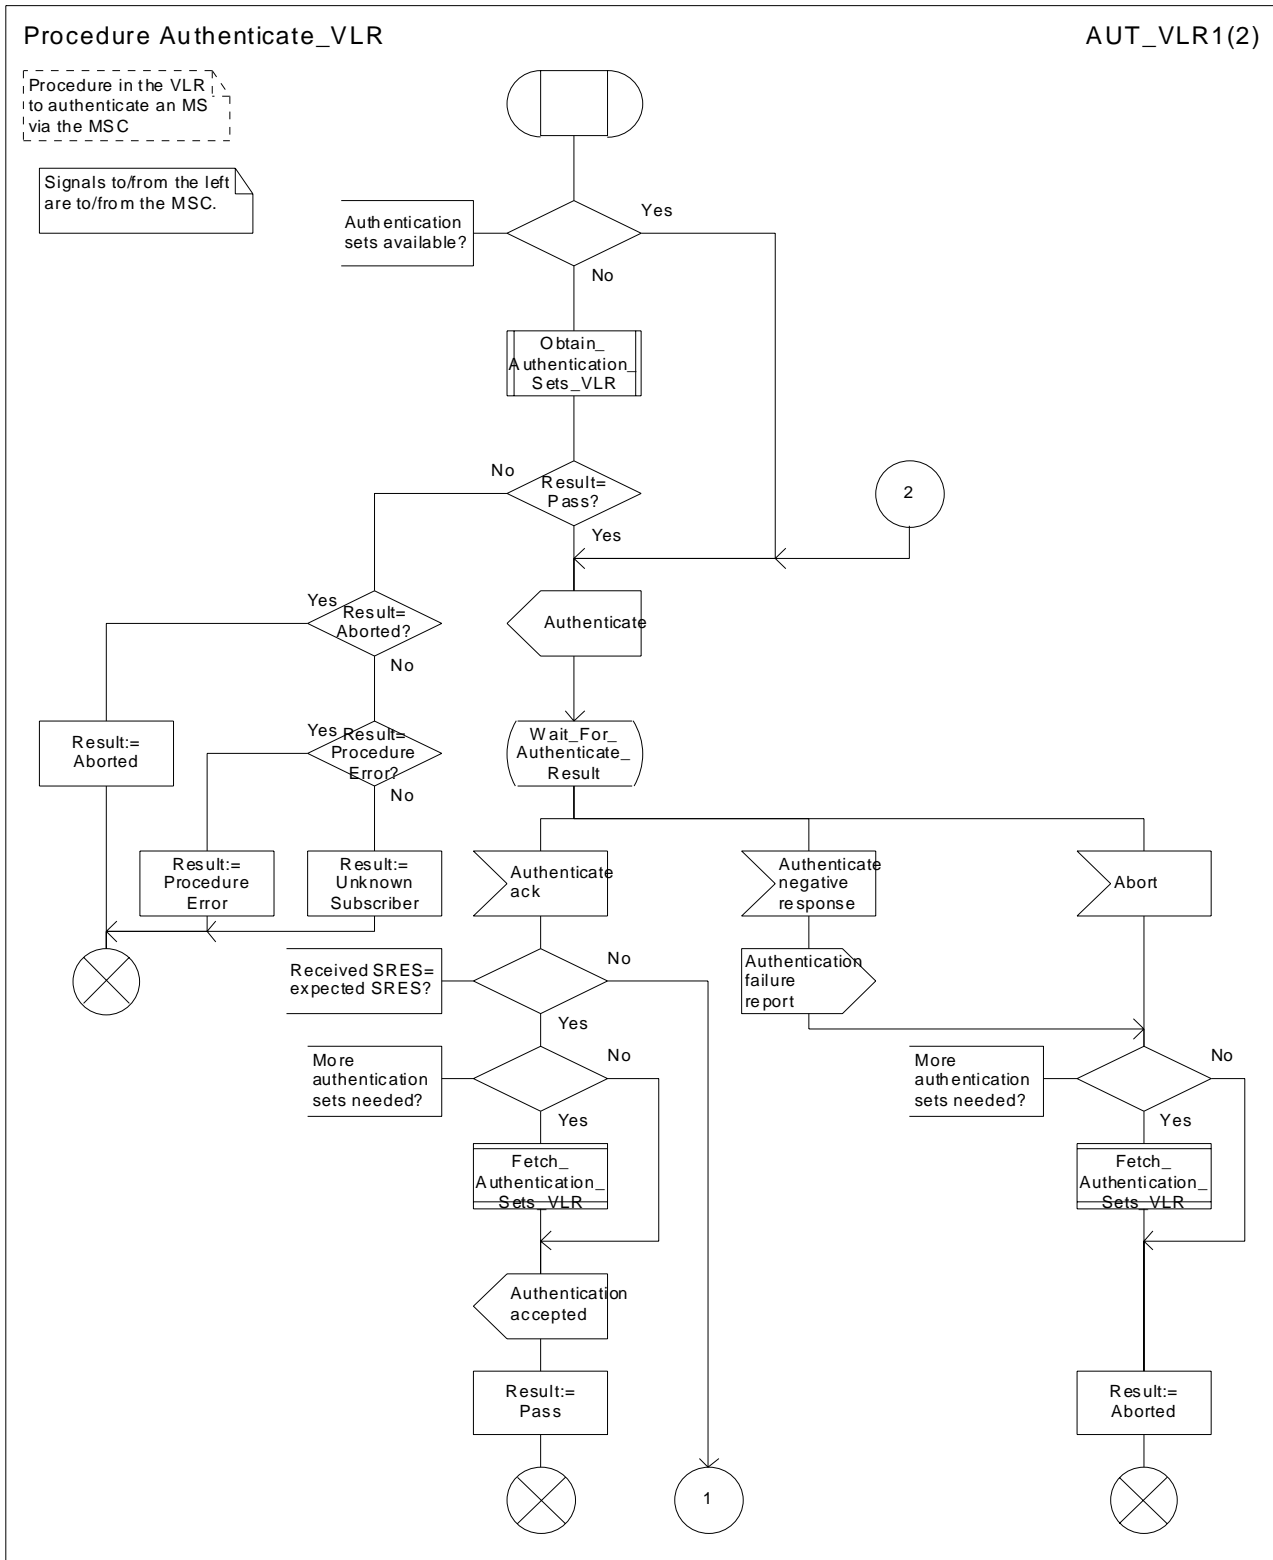 Procedure Authenticate_VLR
AUT_VLR1(2)
Procedure in the VLR
to authenticate an MS
via the MSC
Signals to/from the left
are to/from the MSC.
Authentication
sets available?
Yes
No
Obtain_
Authentication_
Sets_VLR
No
Result=
Pass?
Yes
2
Yes
Result=
Aborted?
No
Authenticate
Result:=
Aborted
Yes
Result=
Procedure
Error?
No
Wait_For_
Authenticate_
Result
Result:=
Procedure
Error
Result:=
Unknown
Subscriber
Authenticate
ack
Authenticate
negative
response
Abort
Received SRES=
expected SRES?
No
Yes
Authentication
failure
report
More
authentication
sets needed?
No
Yes
More
authentication
sets needed?
No
Yes
Fetch_
Authentication_
Sets_VLR
Fetch_
Authentication_
Sets_VLR
Authentication
accepted
Result:=
Pass
Result:=
Aborted
1